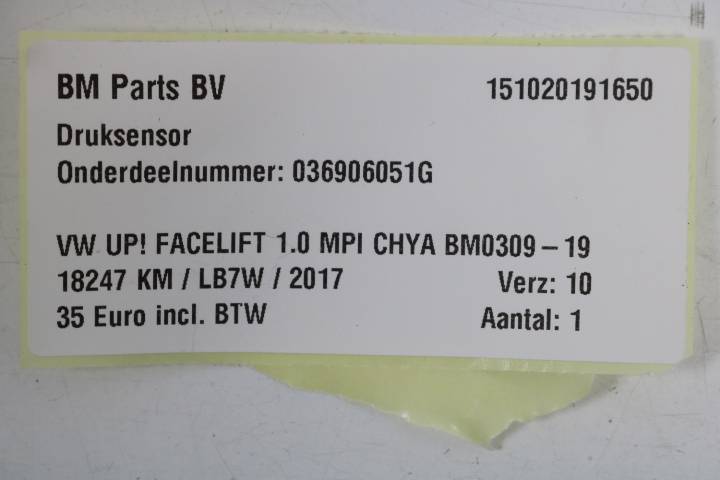 BM Parts BV 151020191650
Druksensor
Onderdeelnummer: 036906051G
VW UP! FACELIFT 1.0 MPI CHYA BM0309 – 19
18247 KM / LB7W / 2017 Verz: 10
35 Euro incl. BTW Aantal: 1